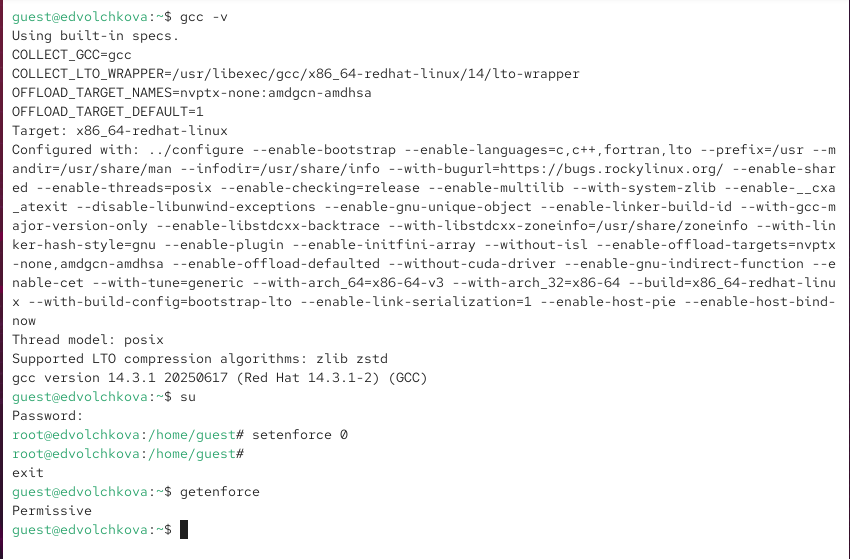 guest@edvolchkova:~$ gcc -v
Using built-in specs.
COLLECT_GCC=gcc
COLLECT_LTO_WRAPPER=/usr/libexec/gcc/x86_64-redhat-linux/14/lto-wrapper
OFFLOAD_TARGET_NAMES=nvptx-none:amdgcn-amdhsa
OFFLOAD_TARGET_DEFAULT=1
Target: x86_64-redhat-linux
Configured with: ../configure --enable-bootstrap --enable-languages=c,c++,fortran,lto --prefix=/usr --m
andir=/usr/share/man --infodir=/usr/share/info --with-bugurl=https://bugs.rockylinux.org/ --enable-shar
ed --enable-threads=posix --enable-checking=release --enable-multilib --with-system-zlib --enable-__cxa
_atexit --disable-libunwind-exceptions --enable-gnu-unique-object --enable-linker-build-id --with-gcc-m
ajor-version-only --enable-libstdcxx-backtrace --with-libstdcxx-zoneinfo=/usr/share/zoneinfo --with-lin
ker-hash-style=gnu --enable-plugin --enable-initfini-array --without-isl --enable-offload-targets=nvptx
-none,amdgcn-amdhsa --enable-offload-defaulted --without-cuda-driver --enable-gnu-indirect-function --e
nable-cet --with-tune=generic --with-arch_64=x86-64-v3 --with-arch_32=x86-64 --build=x86_64-redhat-linu
x --with-build-config=bootstrap-lto --enable-link-serialization=1 --enable-host-pie --enable-host-bind-
now
Thread model: posix
Supported LTO compression algorithms: zlib zstd
gcc version 14.3.1 20250617 (Red Hat 14.3.1-2) (GCC)
guest@edvolchkova:~$ su
Password:
root@edvolchkova:/home/guest# setenforce 0
root@edvolchkova:/home/guest#
exit
guest@edvolchkova:~$ getenforce
Permissive
guest@edvolchkova:~$